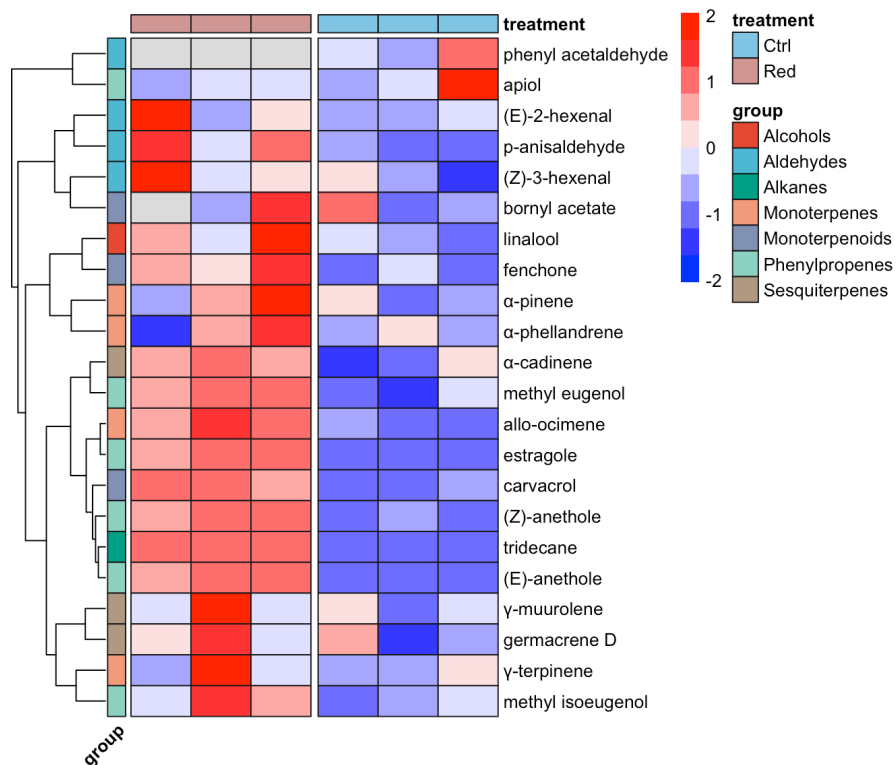 treatment
phenyl acetaldehyde
apiol
(E)-2-hexenal
p-anisaldehyde
(Z)-3-hexenal
bornyl acetate
linalool
fenchone
α-pinene
α-phellandrene
α-cadinene
methyl eugenol
allo-ocimene
estragole
carvacrol
(Z)-anethole
tridecane
(E)-anethole
γ-muurolene
germacrene D
γ-terpinene
methyl isoeugenol
group
2
1
0
-1
-2
treatment
Ctrl
Red
group
Alcohols
Aldehydes
Alkanes
Monoterpenes
Monoterpenoids
Phenylpropenes
Sesquiterpenes